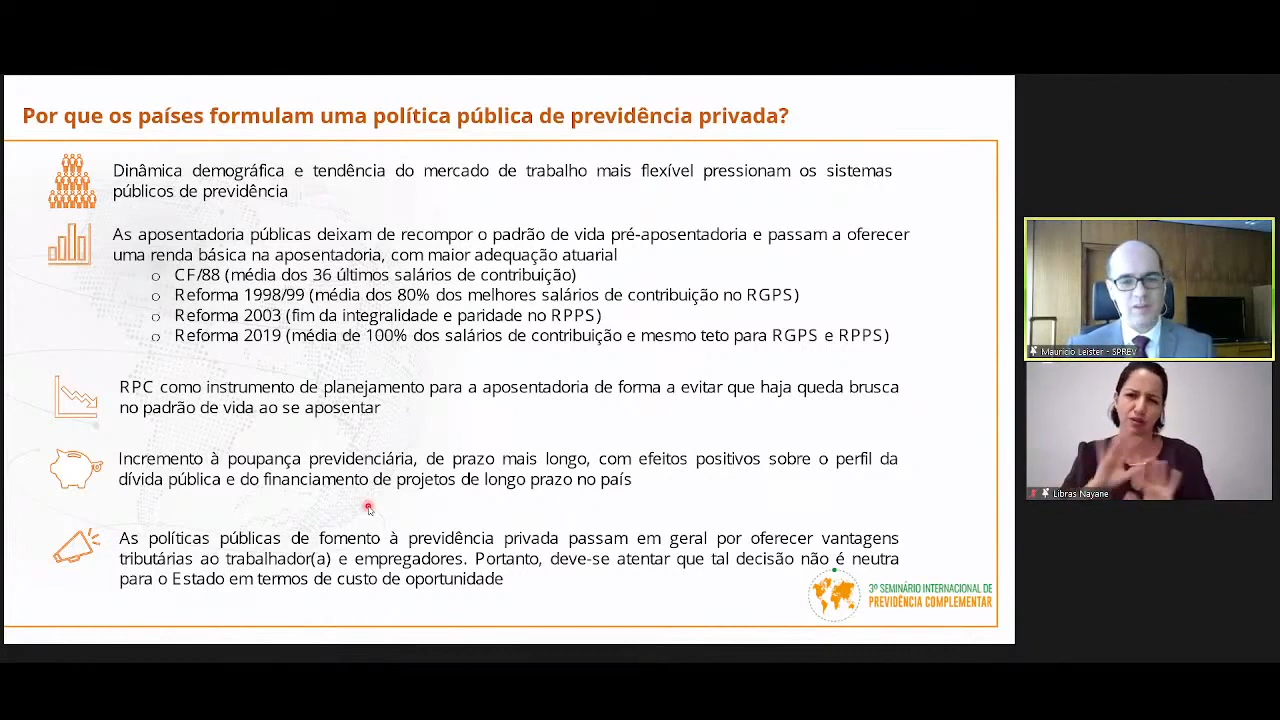 Por que os países formulam uma política pública de previdência privada?
Dinâmica demográfica e tendência do mercado de trabalho mais flexível pressionam os sistemas
públicos de previdência
As aposentadoria públicas deixam de recompor o padrão de vida pré-aposentadoria e passam a oferecer
uma renda básica na aposentadoria, com maior adequação atuarial
o CF/88 (média dos 36 últimos salários de contribuição)
o Reforma 1998/99 (média dos 80% dos melhores salários de contribuição no RGPS)
o Reforma 2003 (fim da integralidade e paridade no RPPS)
o Reforma 2019 (média de 100% dos salários de contribuição e mesmo teto para RGPS e RPPS)
RPC como instrumento de planejamento para a aposentadoria de forma a evitar que haja queda brusca
no padrão de vida ao se aposentar
Incremento à poupança previdenciária, de prazo mais longo, com efeitos positivos sobre o perfil da
dívida pública e do financiamento de projetos de longo prazo no país
As políticas públicas de fomento à previdência privada passam em geral por oferecer vantagens
tributárias ao trabalhador(a) e empregadores. Portanto, deve-se atentar que tal decisão não é neutra
para o Estado em termos de custo de oportunidade
3º SEMINÁRIO INTERNACIONAL DE
PREVIDÊNCIA COMPLEMENTAR
Mauricio Leister - SPREV
Libras Nayane